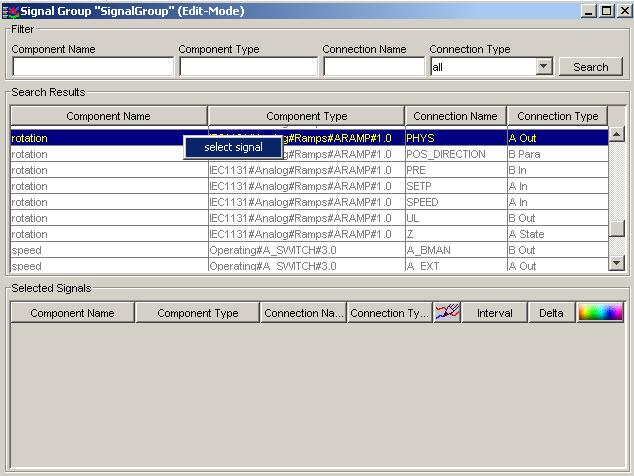 Signal Group "SignalGroup" (Edit-Mode)
Filter
Component Name Component Type Connection Name Connection Type
all Search
Search Results
Component Name Component Type Connection Name Connection Type
rotation IEC1131#Analog#Ramps#ARAMP#1.0 PHYS A Out
select signal
rotation #Analog#Ramps#ARAMP#1.0 POS_DIRECTION B Para
rotation IEC1131#Analog#Ramps#ARAMP#1.0 PRE B In
rotation IEC1131#Analog#Ramps#ARAMP#1.0 SETP A In
rotation IEC1131#Analog#Ramps#ARAMP#1.0 SPEED A In
rotation IEC1131#Analog#Ramps#ARAMP#1.0 UL B Out
rotation IEC1131#Analog#Ramps#ARAMP#1.0 Z A State
speed Operating#A_SWITCH#3.0 A_BMAN B Out
speed Operating#A_SWITCH#3.0 A_EXT A Out
Selected Signals
Component Name Component Type Connection Na... Connection Ty... Interval Delta